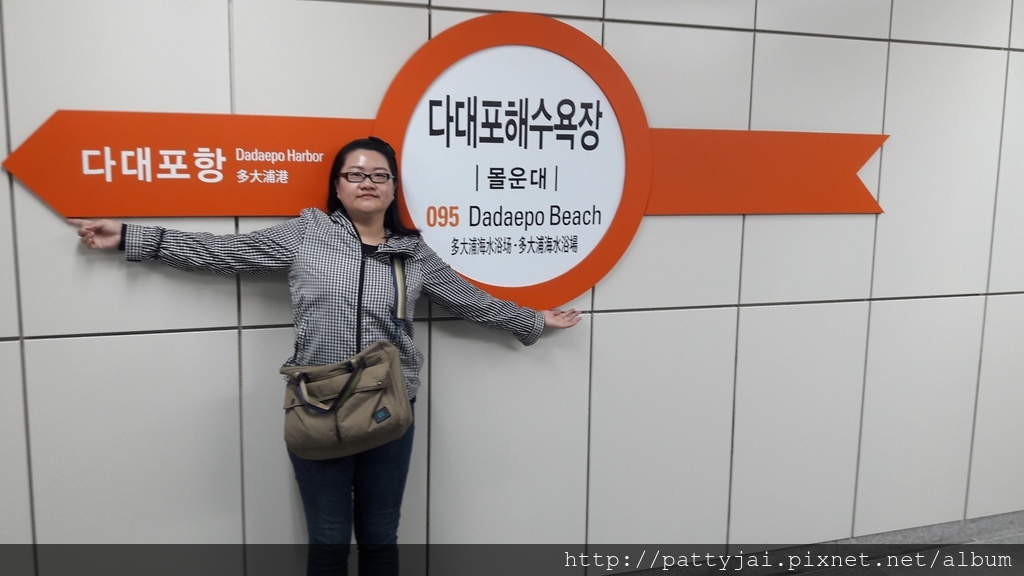 다대포항
Dadaepo Harbor
多大浦港
다대포해수욕장
| 몰운대 |
095 Dadaepo Beach
多大浦海水浴场·多大浦海水浴場
http://pattyjai.pixnet.net/album